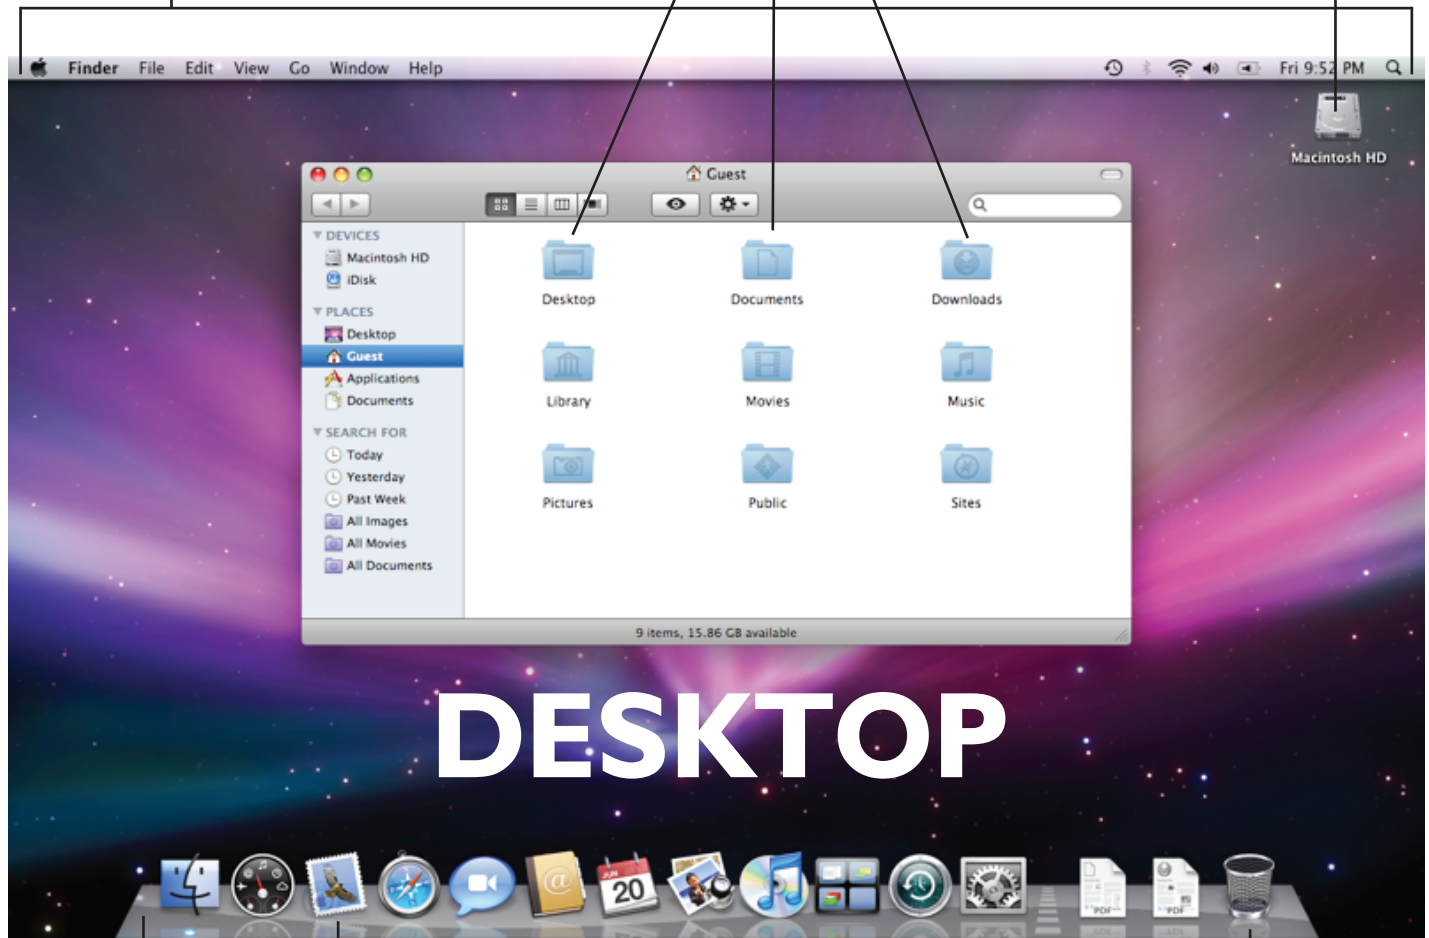 Finder File Edit View Go Window Help Fri 9:52 PM
Macintosh HD
Guest
DEVICES
Macintosh HD
iDisk
PLACES
Desktop
Guest
Applications
Documents
SEARCH FOR
Today
Yesterday
Past Week
All Images
All Movies
All Documents
Desktop Documents Downloads
Library Movies Music
Pictures Public Sites
9 items, 15.86 GB available
DESKTOP
JUN
20
PDF
PDF